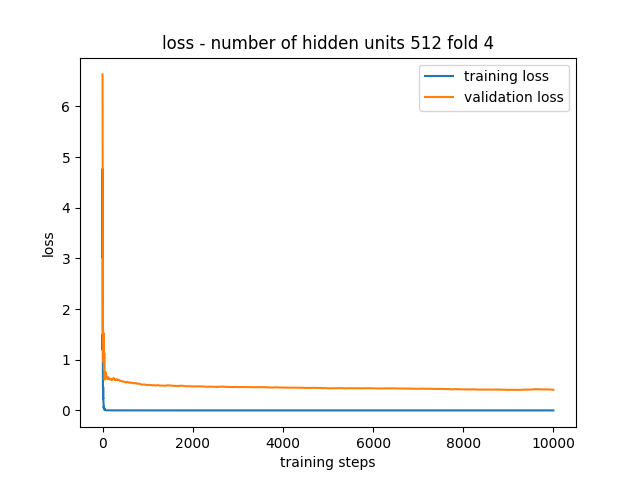 loss - number of hidden units 512 fold 4
training loss
validation loss
6
5
4
3
2
1
0
loss
0
2000
4000
6000
8000
10000
training steps